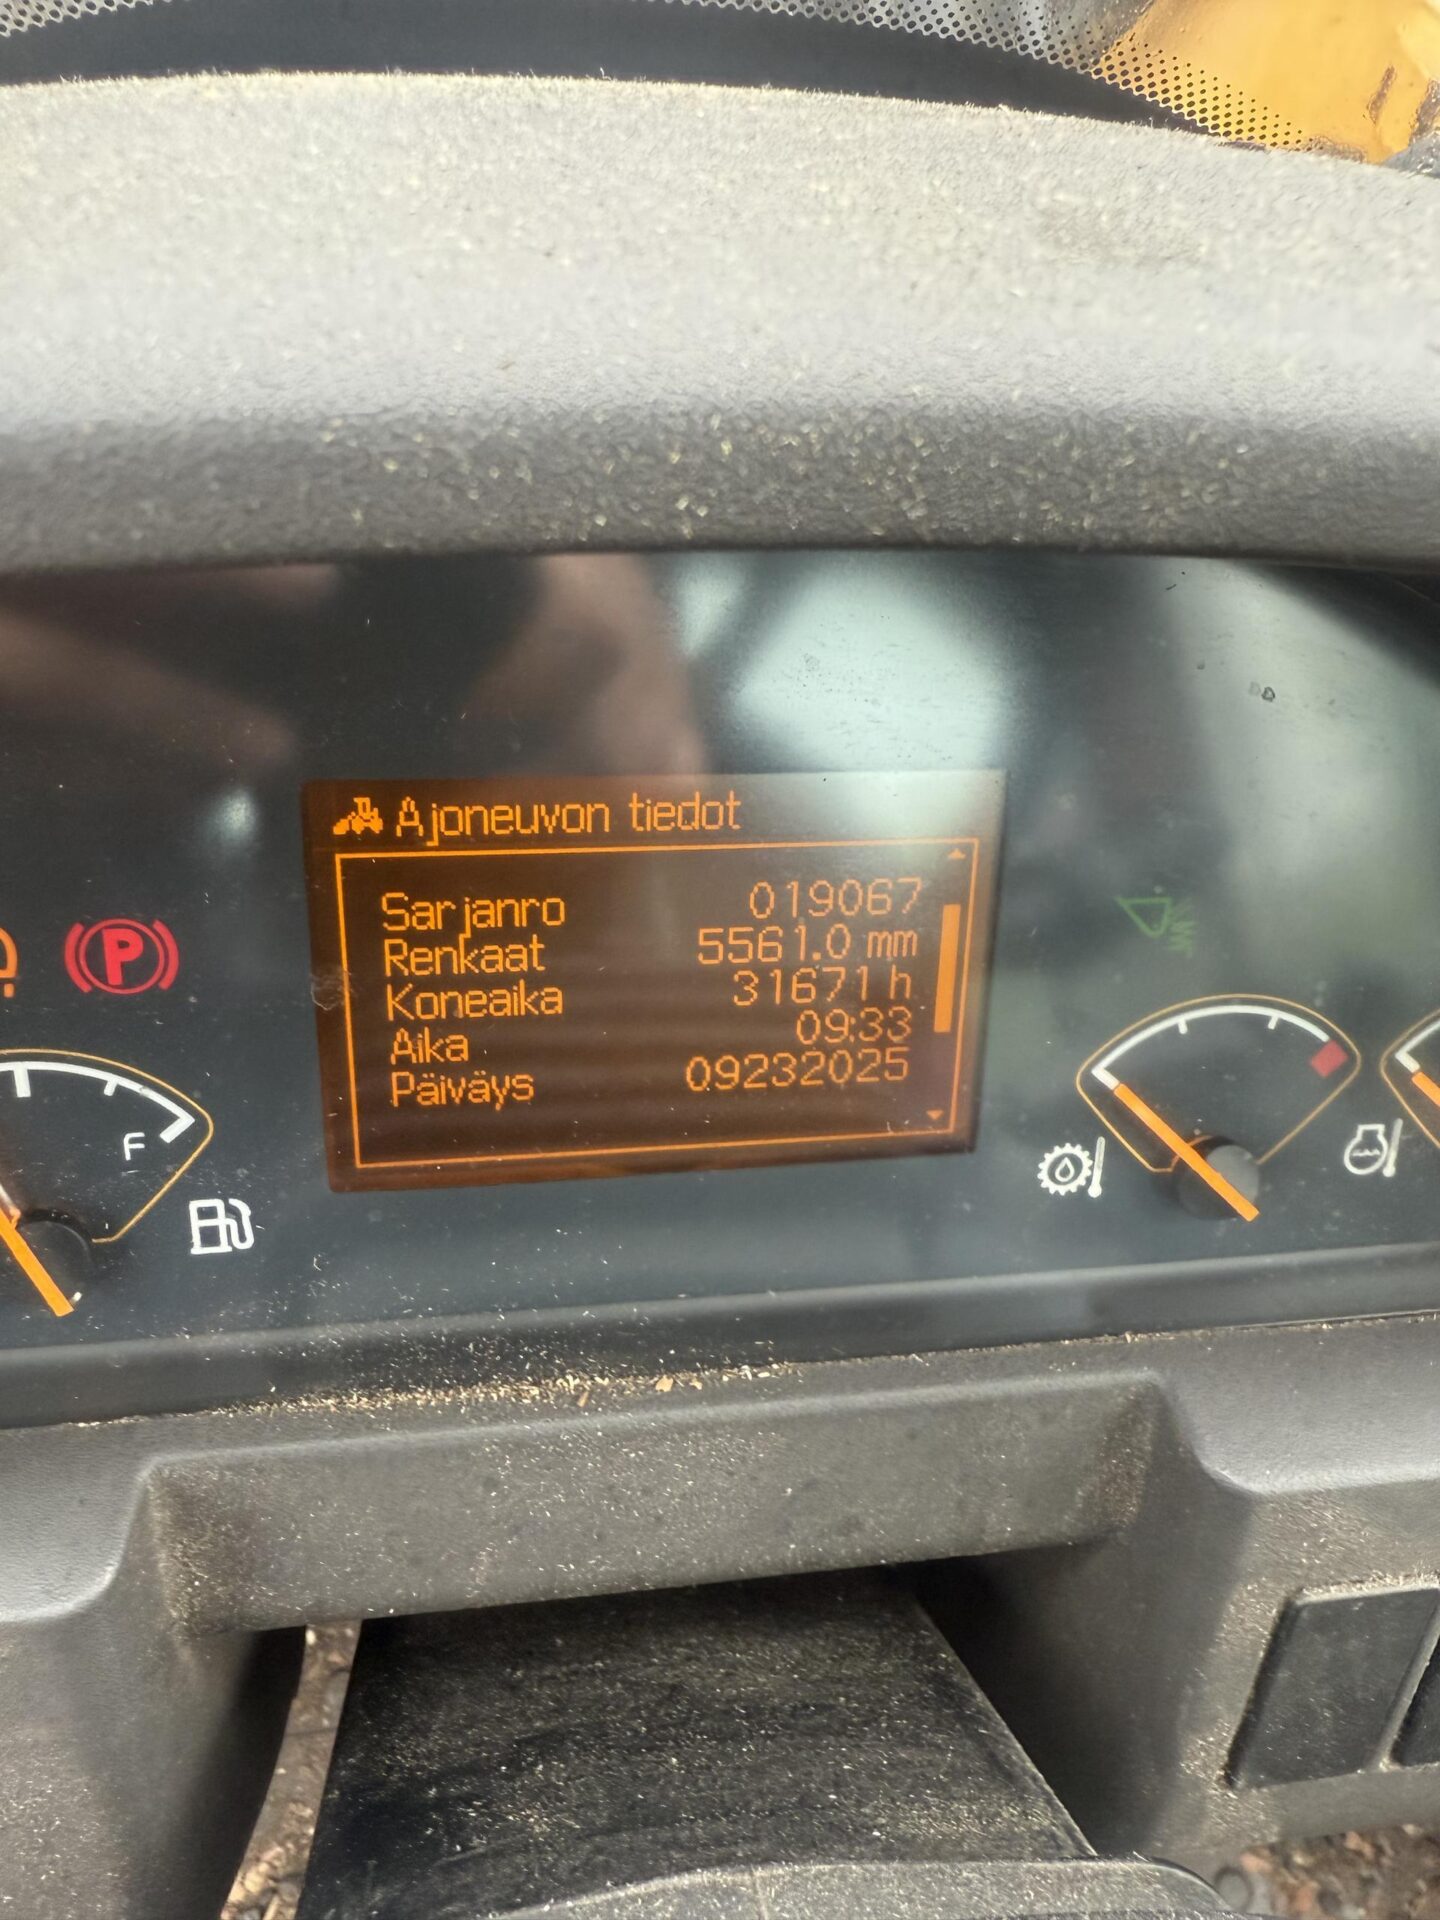 Ajoneuvon tiedot
Sarjanro 019067
Renkaat 5561.0 mm
Koneaika 31671 h
Aika 09:33
Päiväys 09232025
P
F